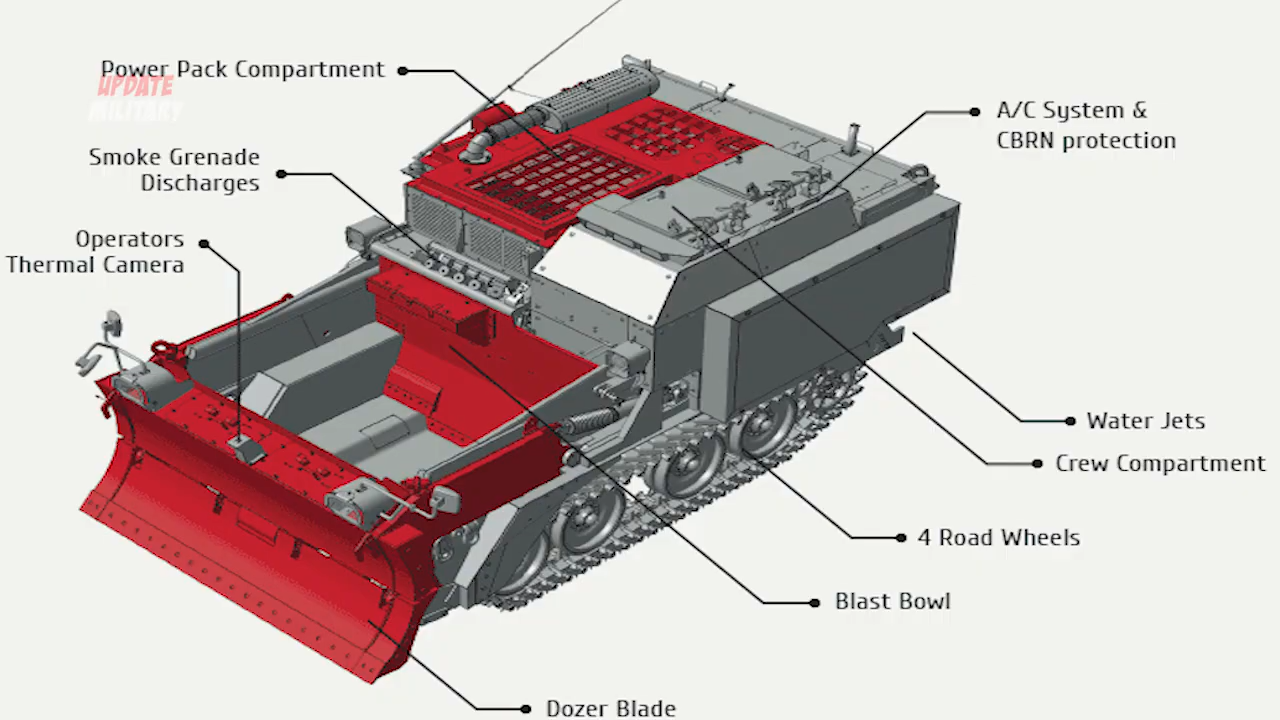 Power Pack Compartment
UPDATE
MILITARY
A/C System &
CBRN protection
Smoke Grenade
Discharges
Operators
Thermal Camera
Water Jets
Crew Compartment
4 Road Wheels
Blast Bowl
Dozer Blade